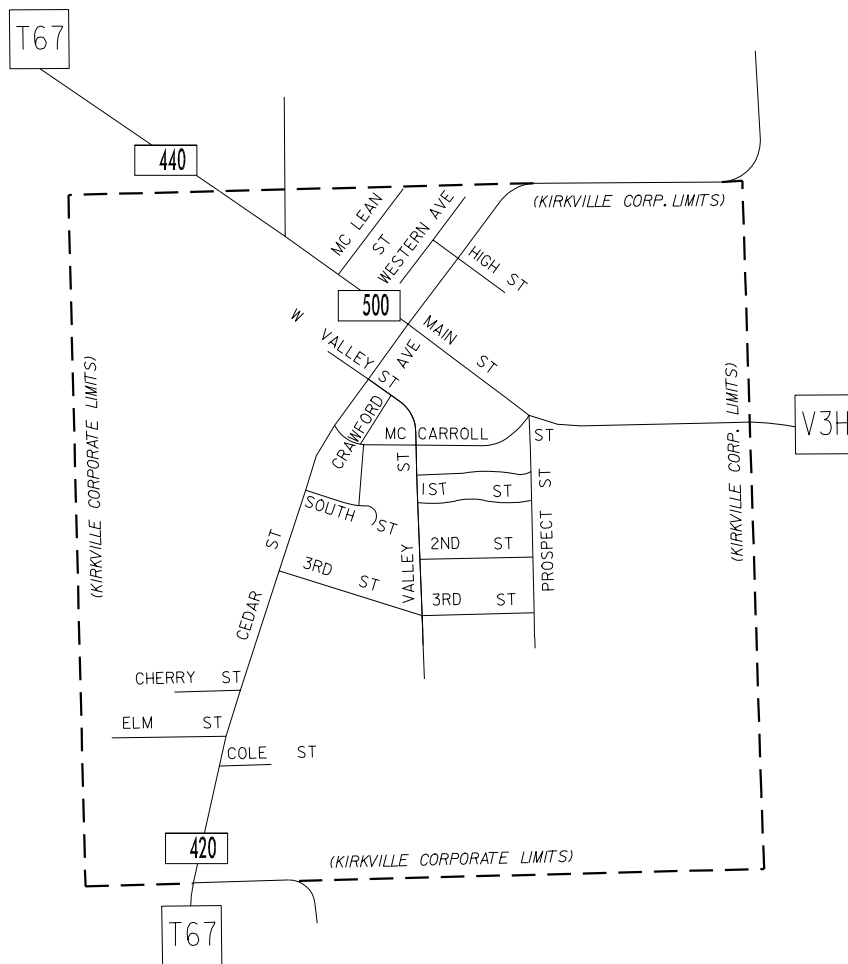 T67
440
(KIRKVILLE CORP. LIMITS)
MC LEAN ST
WESTERN AVE
HIGH ST
500
MAIN ST
W VALLEY ST
AVE
(KIRKVILLE CORPORATE LIMITS)
(KIRKVILLE CORP. LIMITS)
V3H
CRAWFORD
MC CARROLL ST
1ST ST
SOUTH ST
2ND ST
PROSPECT ST
3RD ST
VALLEY ST
3RD ST
CEDAR ST
CHERRY ST
ELM ST
COLE ST
420
(KIRKVILLE CORPORATE LIMITS)
T67